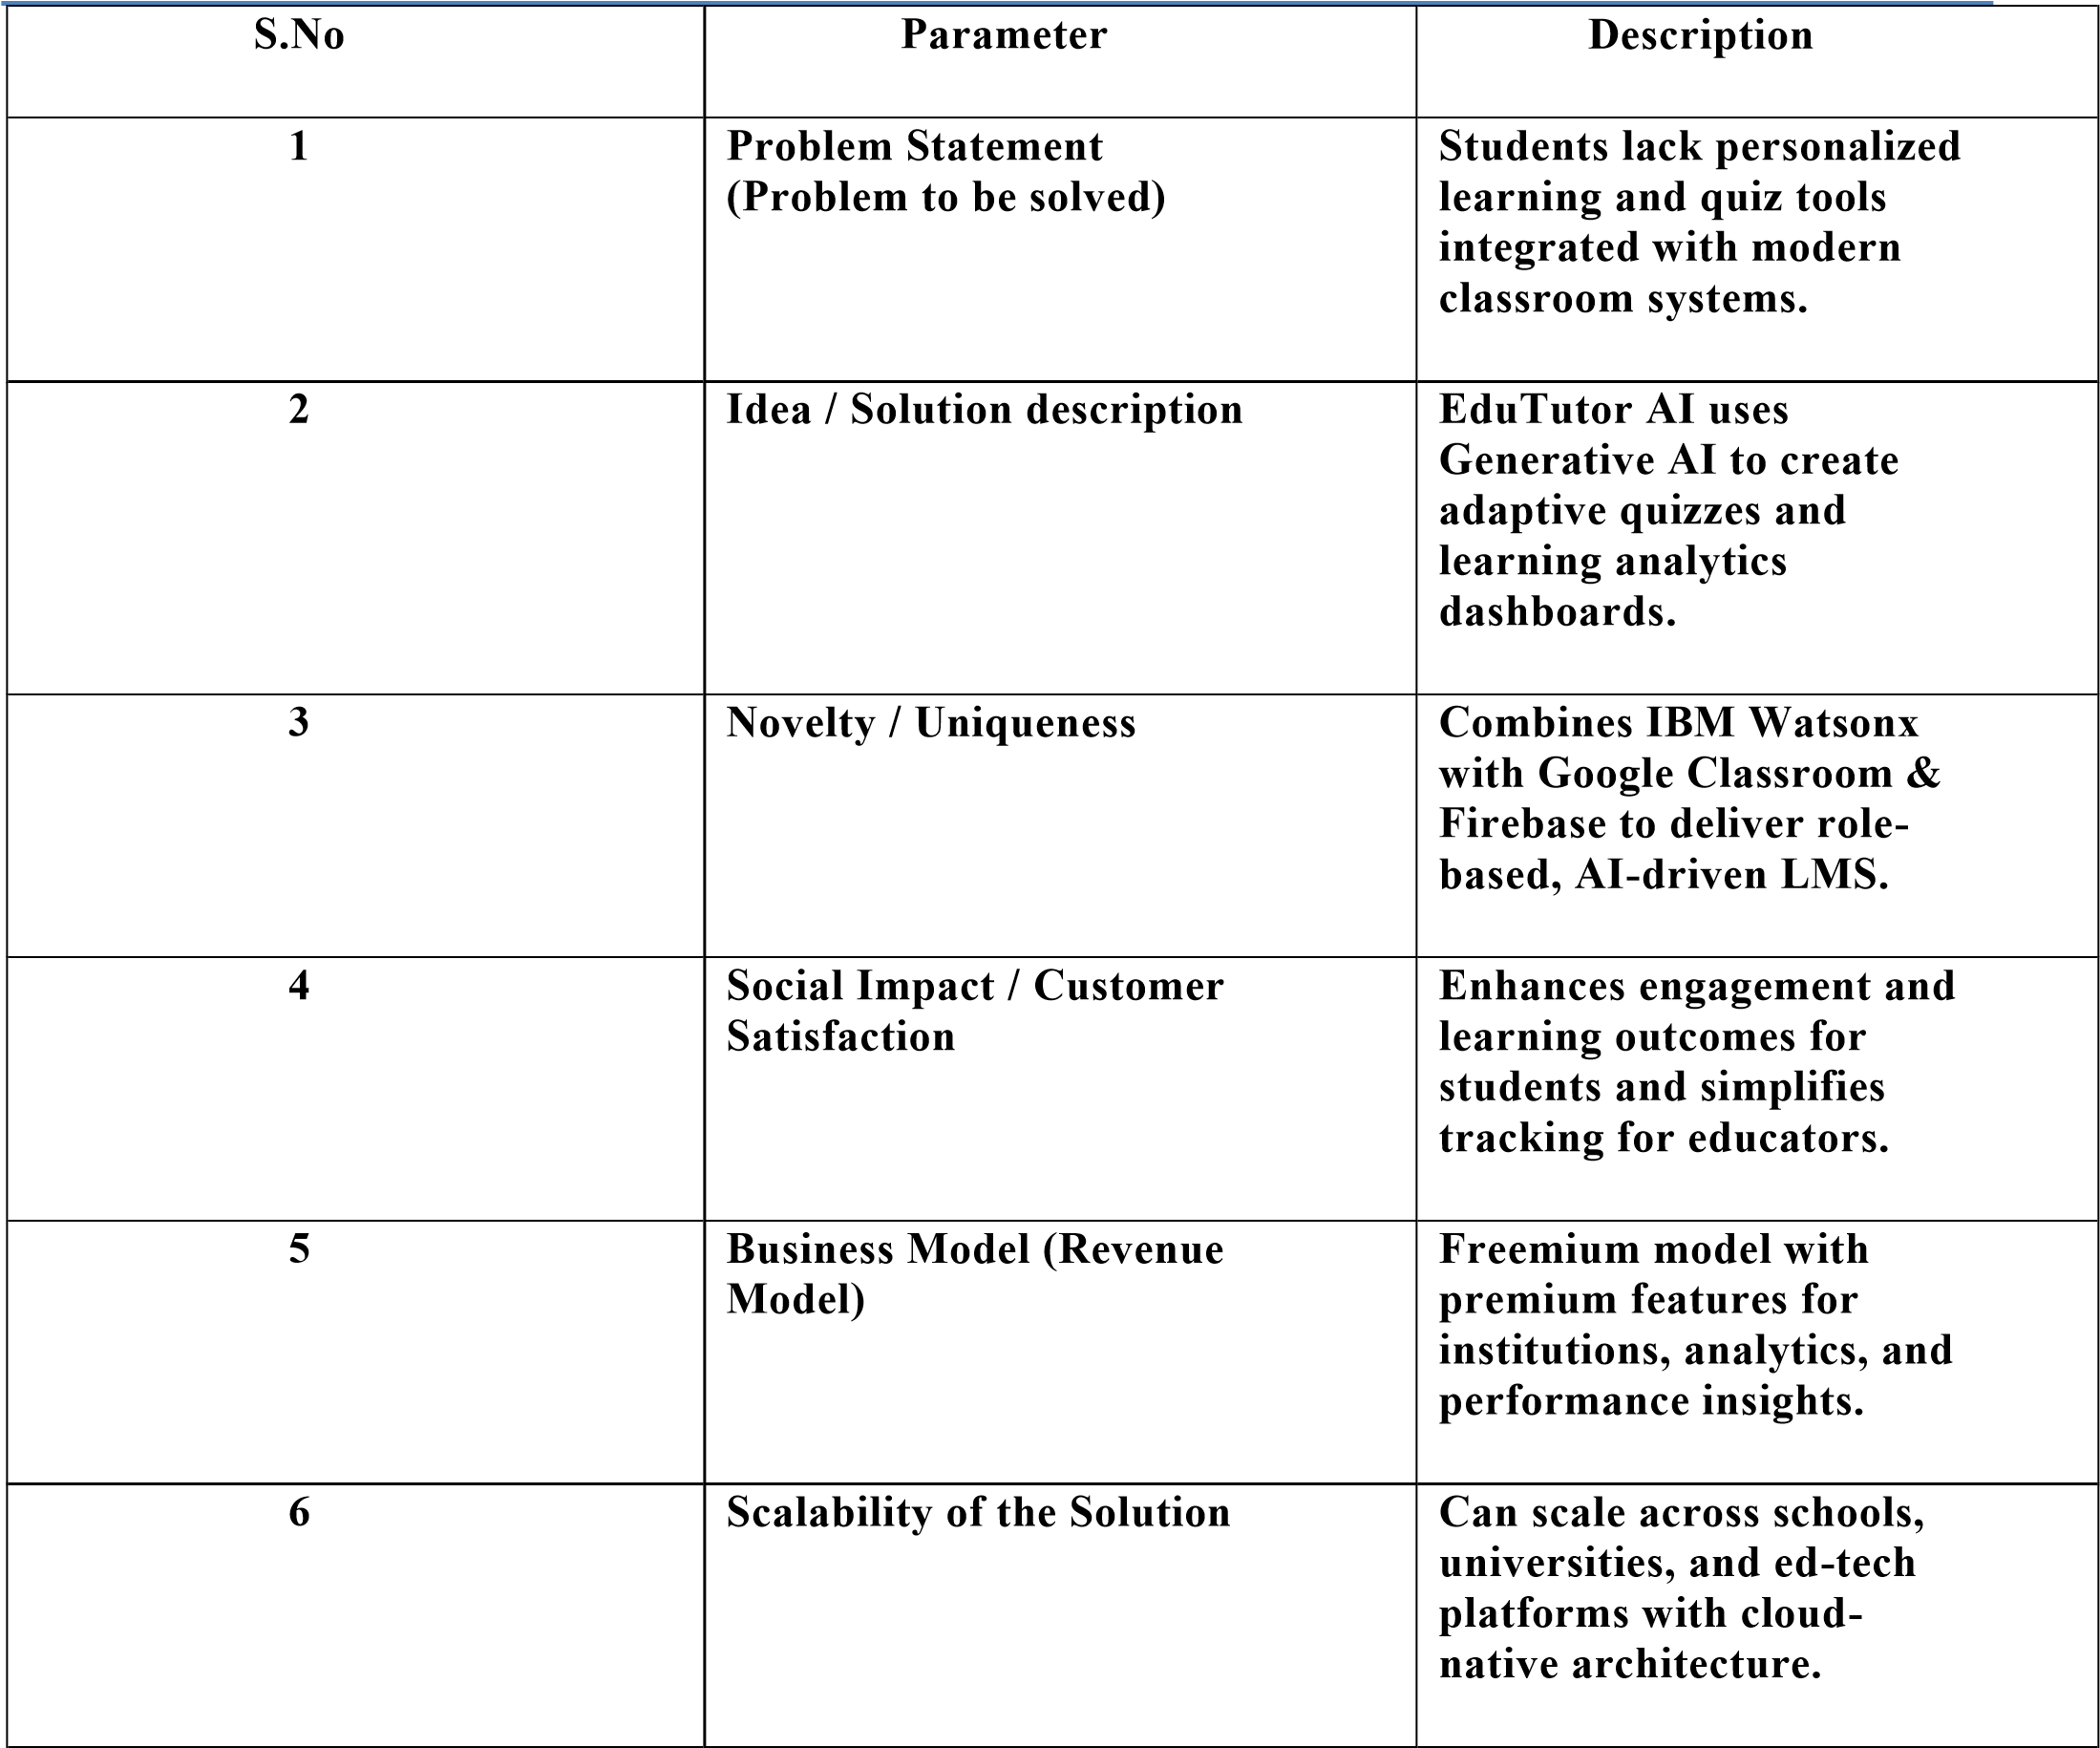 S.No Parameter Description
1 Problem Statement Students lack personalized
(Problem to be solved) learning and quiz tools
integrated with modern
classroom systems.
2 Idea / Solution description EduTutor AI uses
Generative AI to create
adaptive quizzes and
learning analytics
dashboards.
3 Novelty / Uniqueness Combines IBM Watsonx
with Google Classroom &
Firebase to deliver role-
based, AI-driven LMS.
4 Social Impact / Customer Enhances engagement and
Satisfaction learning outcomes for
students and simplifies
tracking for educators.
5 Business Model (Revenue Freemium model with
Model) premium features for
institutions, analytics, and
performance insights.
6 Scalability of the Solution Can scale across schools,
universities, and ed-tech
platforms with cloud-
native architecture.